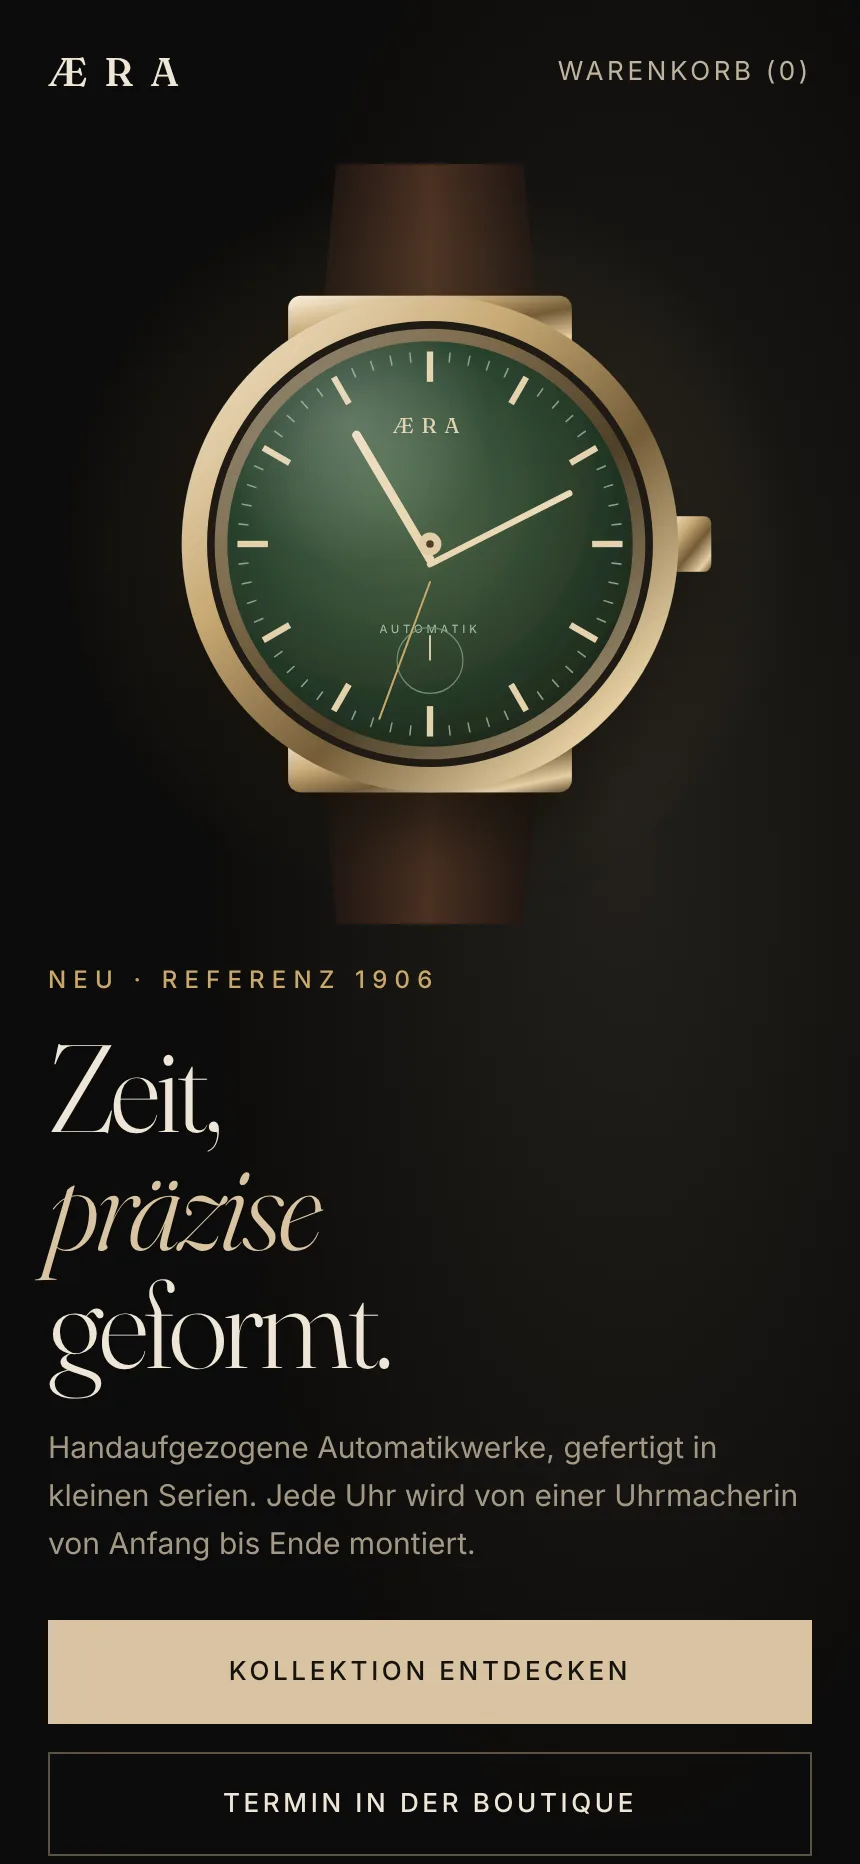 ÆRA
WARENKORB (0)
ÆRA
AUTOMATIK
NEU · REFERENZ 1906
Zeit,
präzise
geformt.
Handaufgezogene Automatikwerke, gefertigt in
kleinen Serien. Jede Uhr wird von einer Uhrmacherin
von Anfang bis Ende montiert.
KOLLEKTION ENTDECKEN
TERMIN IN DER BOUTIQUE